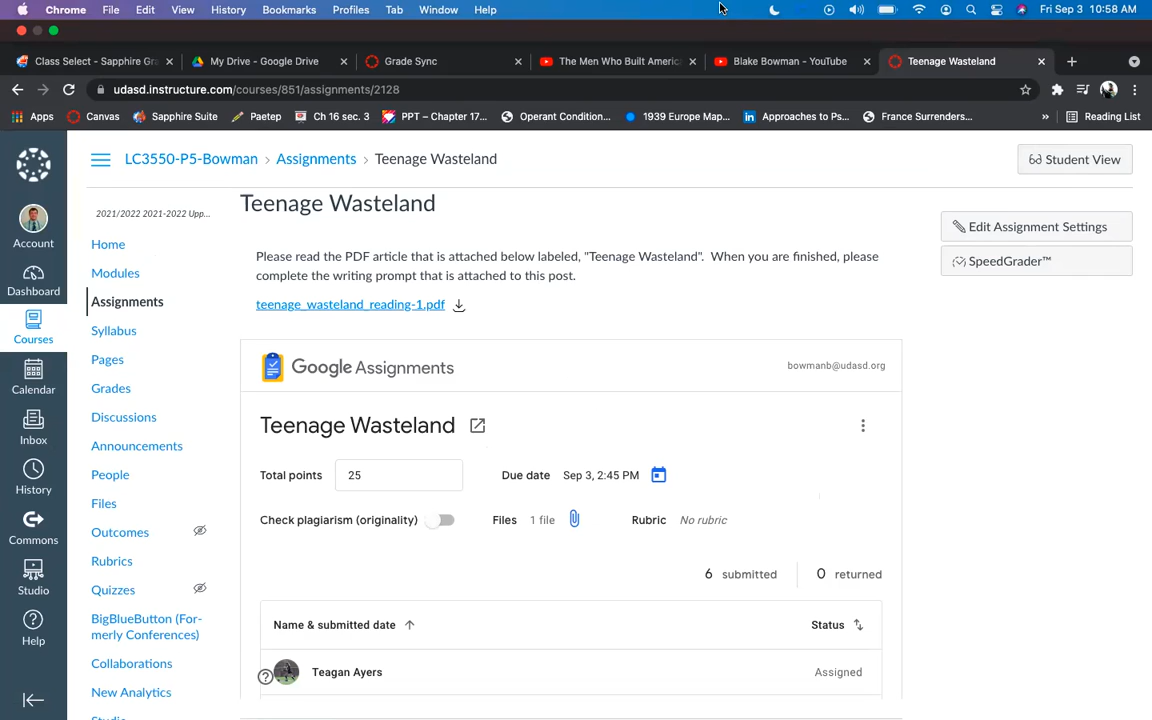 Chrome File Edit View History Bookmarks Profiles Tab Window Help Fri Sep 3 10:58 AM
Class Select - Sapphire Gr My Drive - Google Drive Grade Sync The Men Who Built Americ Blake Bowman - YouTube Teenage Wasteland
udasd.instructure.com/courses/851/assignments/2128
Apps Canvas Sapphire Suite Paetep Ch 16 sec. 3 PPT – Chapter 17... Operant Condition... 1939 Europe Map... Approaches to Ps... France Surrenders... » Reading List
LC3550-P5-Bowman › Assignments › Teenage Wasteland
Student View
2021/2022 2021-2022 Upp...
Teenage Wasteland
Edit Assignment Settings
SpeedGrader™
Account
Dashboard
Courses
Calendar
Inbox
History
Commons
Studio
Help
Home
Modules
Assignments
Syllabus
Pages
Grades
Discussions
Announcements
People
Files
Outcomes
Rubrics
Quizzes
BigBlueButton (For-
merly Conferences)
Collaborations
New Analytics
Studio
Please read the PDF article that is attached below labeled, "Teenage Wasteland". When you are finished, please
complete the writing prompt that is attached to this post.
teenage_wasteland_reading-1.pdf
Google Assignments bowmanb@udasd.org
Teenage Wasteland
Total points 25 Due date Sep 3, 2:45 PM
Check plagiarism (originality) Files 1 file Rubric No rubric
6 submitted 0 returned
Name & submitted date Status
Teagan Ayers Assigned